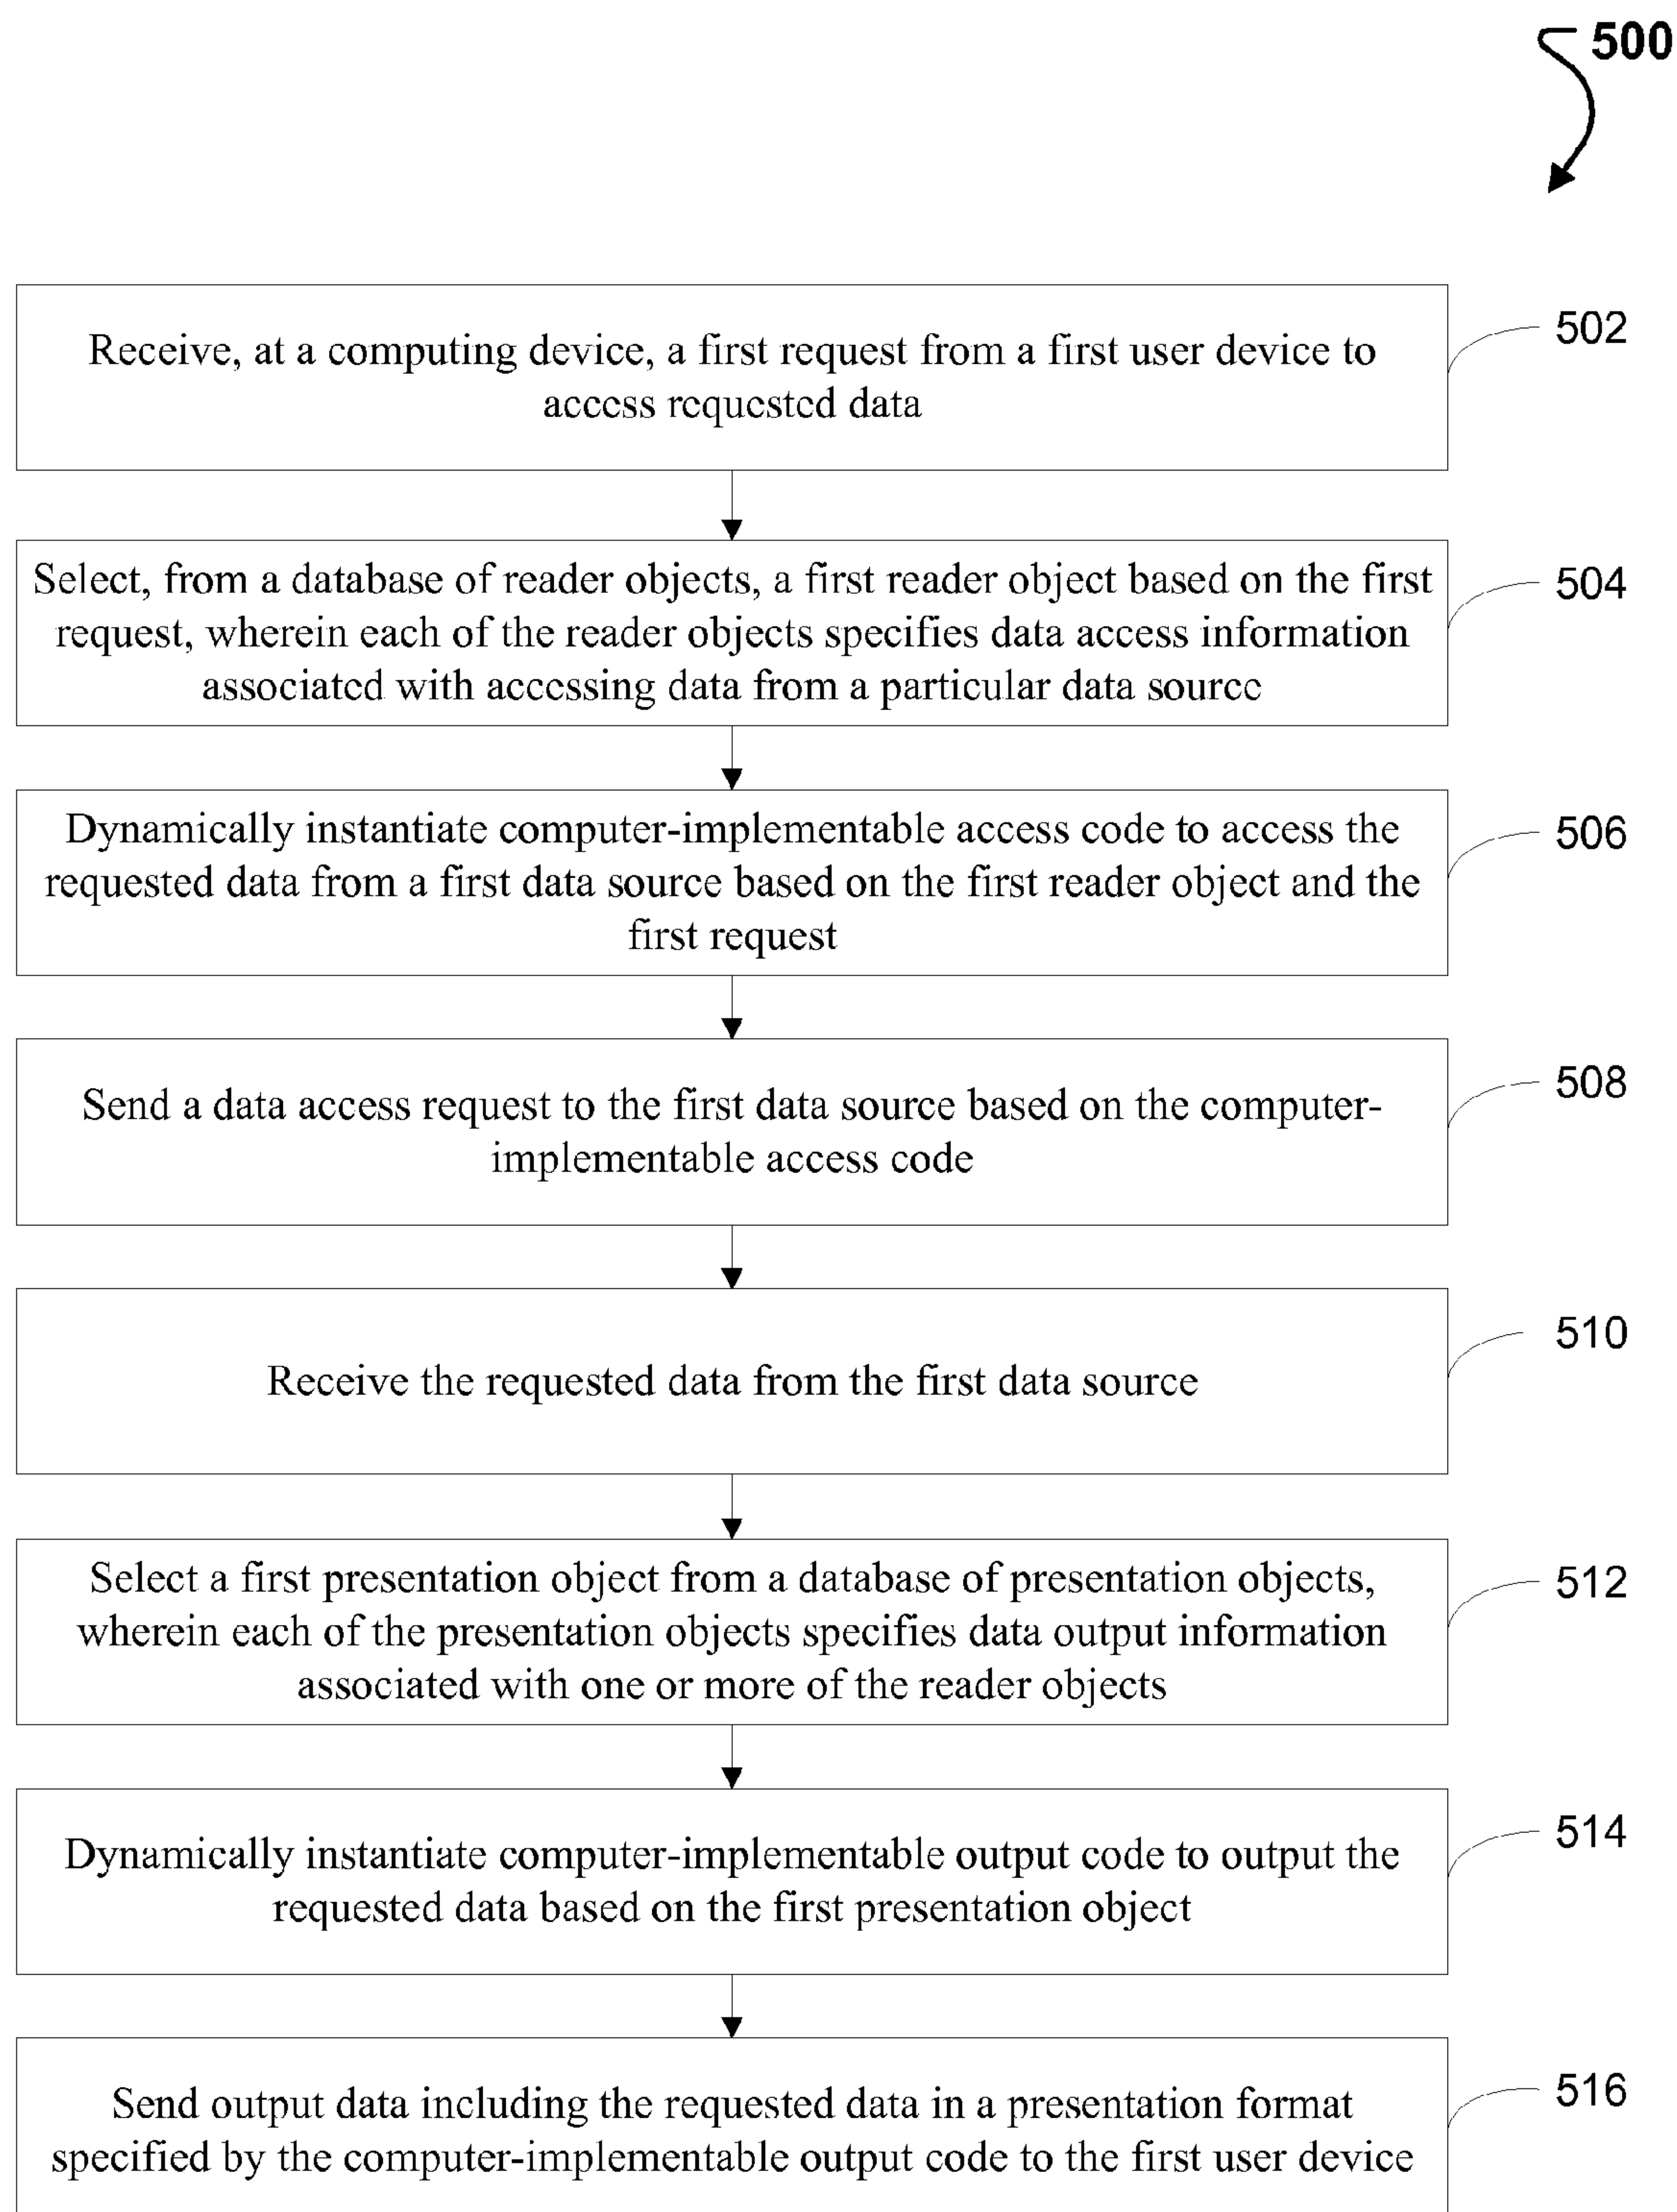 500
Receive, at a computing device, a first request from a first user device to
access requested data
502
Select, from a database of reader objects, a first reader object based on the first
request, wherein each of the reader objects specifies data access information
associated with accessing data from a particular data source
504
Dynamically instantiate computer-implementable access code to access the
requested data from a first data source based on the first reader object and the
first request
506
Send a data access request to the first data source based on the computer-
implementable access code
508
Receive the requested data from the first data source
510
Select a first presentation object from a database of presentation objects,
wherein each of the presentation objects specifies data output information
associated with one or more of the reader objects
512
Dynamically instantiate computer-implementable output code to output the
requested data based on the first presentation object
514
Send output data including the requested data in a presentation format
specified by the computer-implementable output code to the first user device
516